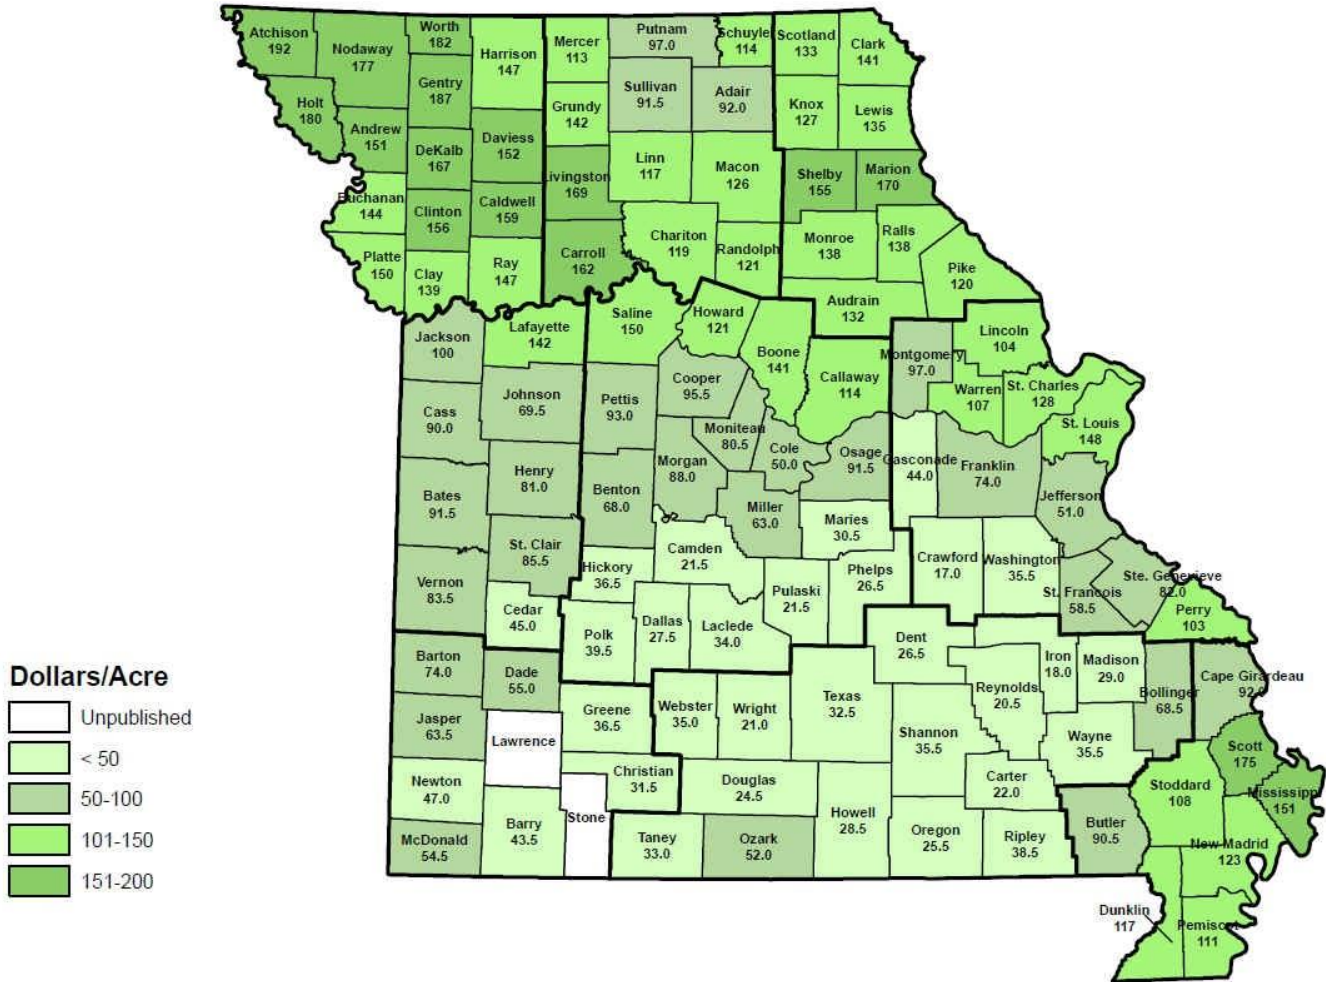 Atchison
192
Nodaway
177
Worth
182
Harrison
147
Mercer
113
Putnam
97.0
Schuyle
114
Scotland
133
Clark
141
Gentry
187
Sullivan
91.5
Adair
92.0
Holt
180
Grundy
142
Knox
127
Lewis
135
Andrew
151
DeKalb
167
Daviess
152
Livingston
169
Linn
117
Macon
126
Shelby
155
Marion
170
Buchanan
144
Clinton
156
Caldwell
159
Platte
150
Clay
139
Ray
147
Carroll
162
Chariton
119
Randolph
121
Monroe
138
Ralls
138
Pike
120
Audrain
132
Jackson
100
Lafayette
142
Saline
150
Howard
121
Boone
141
Callaway
114
Montgomery
97.0
Lincoln
104
Warren
107
St. Charles
128
St. Louis
148
Cass
90.0
Johnson
69.5
Pettis
93.0
Cooper
95.5
Moniteau
80.5
Cole
50.0
Osage
91.5
Gasconade
44.0
Franklin
74.0
Jefferson
51.0
Bates
91.5
Henry
81.0
Benton
68.0
Morgan
88.0
Miller
63.0
Maries
30.5
St. Clair
85.5
Hickory
36.5
Camden
21.5
Pulaski
21.5
Phelps
26.5
Crawford
17.0
Washington
35.5
St. Francois
58.5
Ste. Genevieve
82.0
Perry
103
Vernon
83.5
Cedar
45.0
Polk
39.5
Dallas
27.5
Laclede
34.0
Dent
26.5
Iron
18.0
Madison
29.0
Bollinger
68.5
Cape Girardeau
92.0
Barton
74.0
Dade
55.0
Greene
36.5
Webster
35.0
Wright
21.0
Texas
32.5
Reynolds
20.5
Shannon
35.5
Wayne
35.5
Jasper
63.5
Lawrence
Newton
47.0
Christian
31.5
Douglas
24.5
Howell
28.5
Carter
22.0
Scott
175
Mississippi
151
Stoddard
108
McDonald
54.5
Barry
43.5
Stone
Taney
33.0
Ozark
52.0
Oregon
25.5
Ripley
38.5
Butler
90.5
New Madrid
123
Dunklin
117
Pemiscot
111
Dollars/Acre
Unpublished
< 50
50-100
101-150
151-200